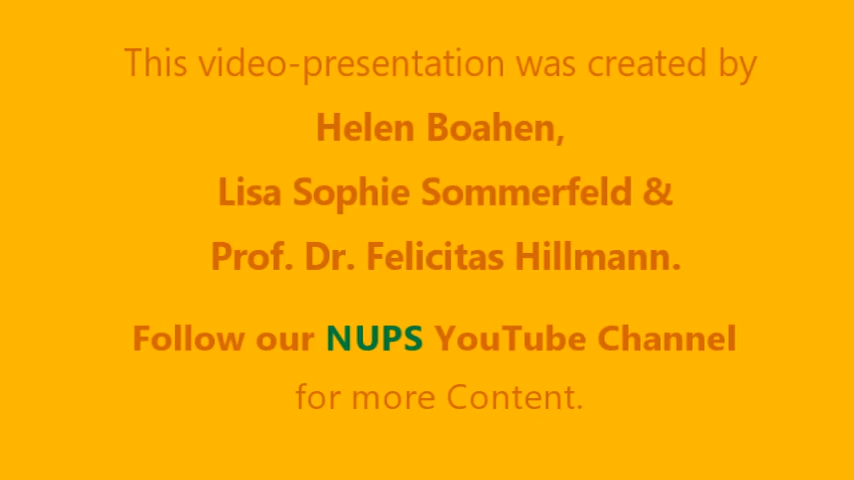 This video-presentation was created by
Helen Boahen,
Lisa Sophie Sommerfeld &
Prof. Dr. Felicitas Hillmann.
Follow our NUPS YouTube Channel
for more Content.